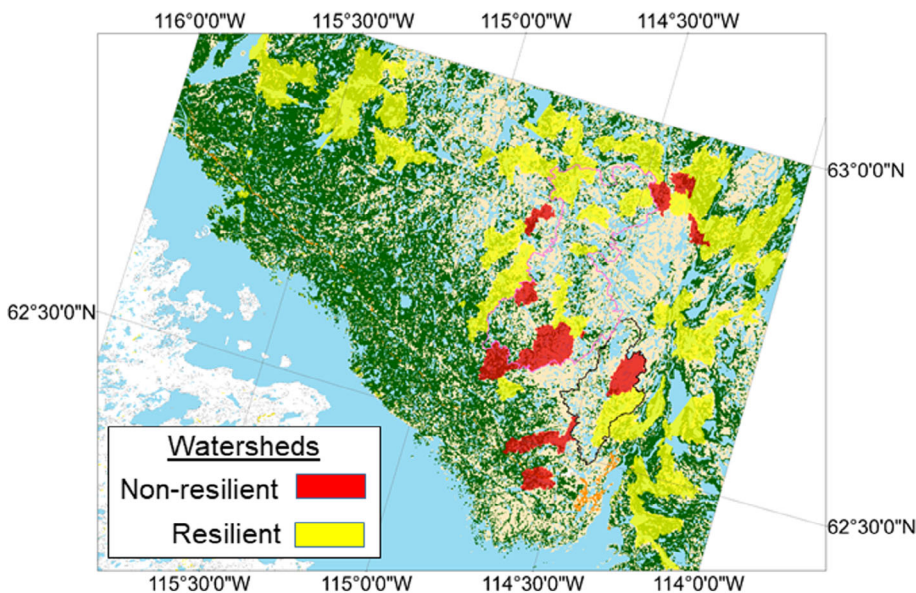 116°0'0"W 115°30'0"W 115°0'0"W 114°30'0"W
63°0'0"N
62°30'0"N
Watersheds
Non-resilient
Resilient
62°30'0"N
115°30'0"W 115°0'0"W 114°30'0"W 114°0'0"W